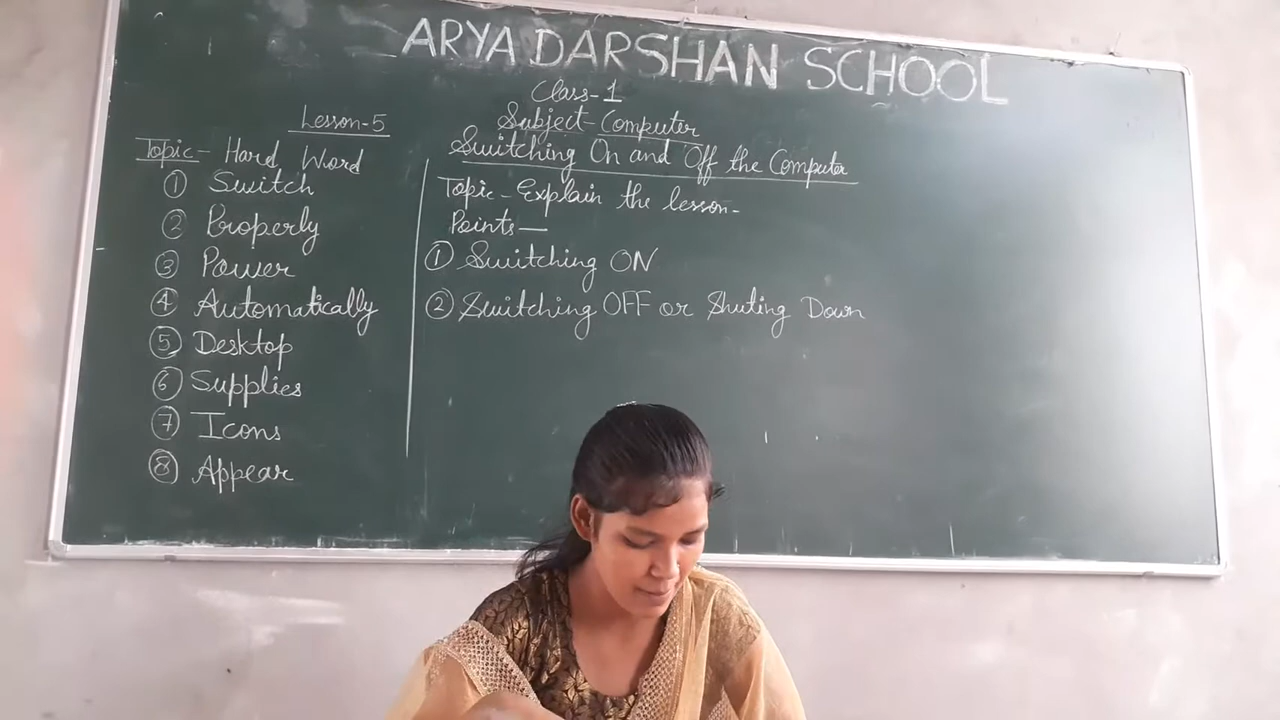 ARYA DARSHAN SCHOOL
Class-1
Subject-Computer
Switching On and Off the Computer
Lesson-5
Topic- Hard Word
① Switch
② Properly
③ Power
④ Automatically
⑤ Desktop
⑥ Supplies
⑦ Icons
⑧ Appear
Topic-Explain the lesson-
Points—
① Switching ON
② Switching OFF or Shuting Down